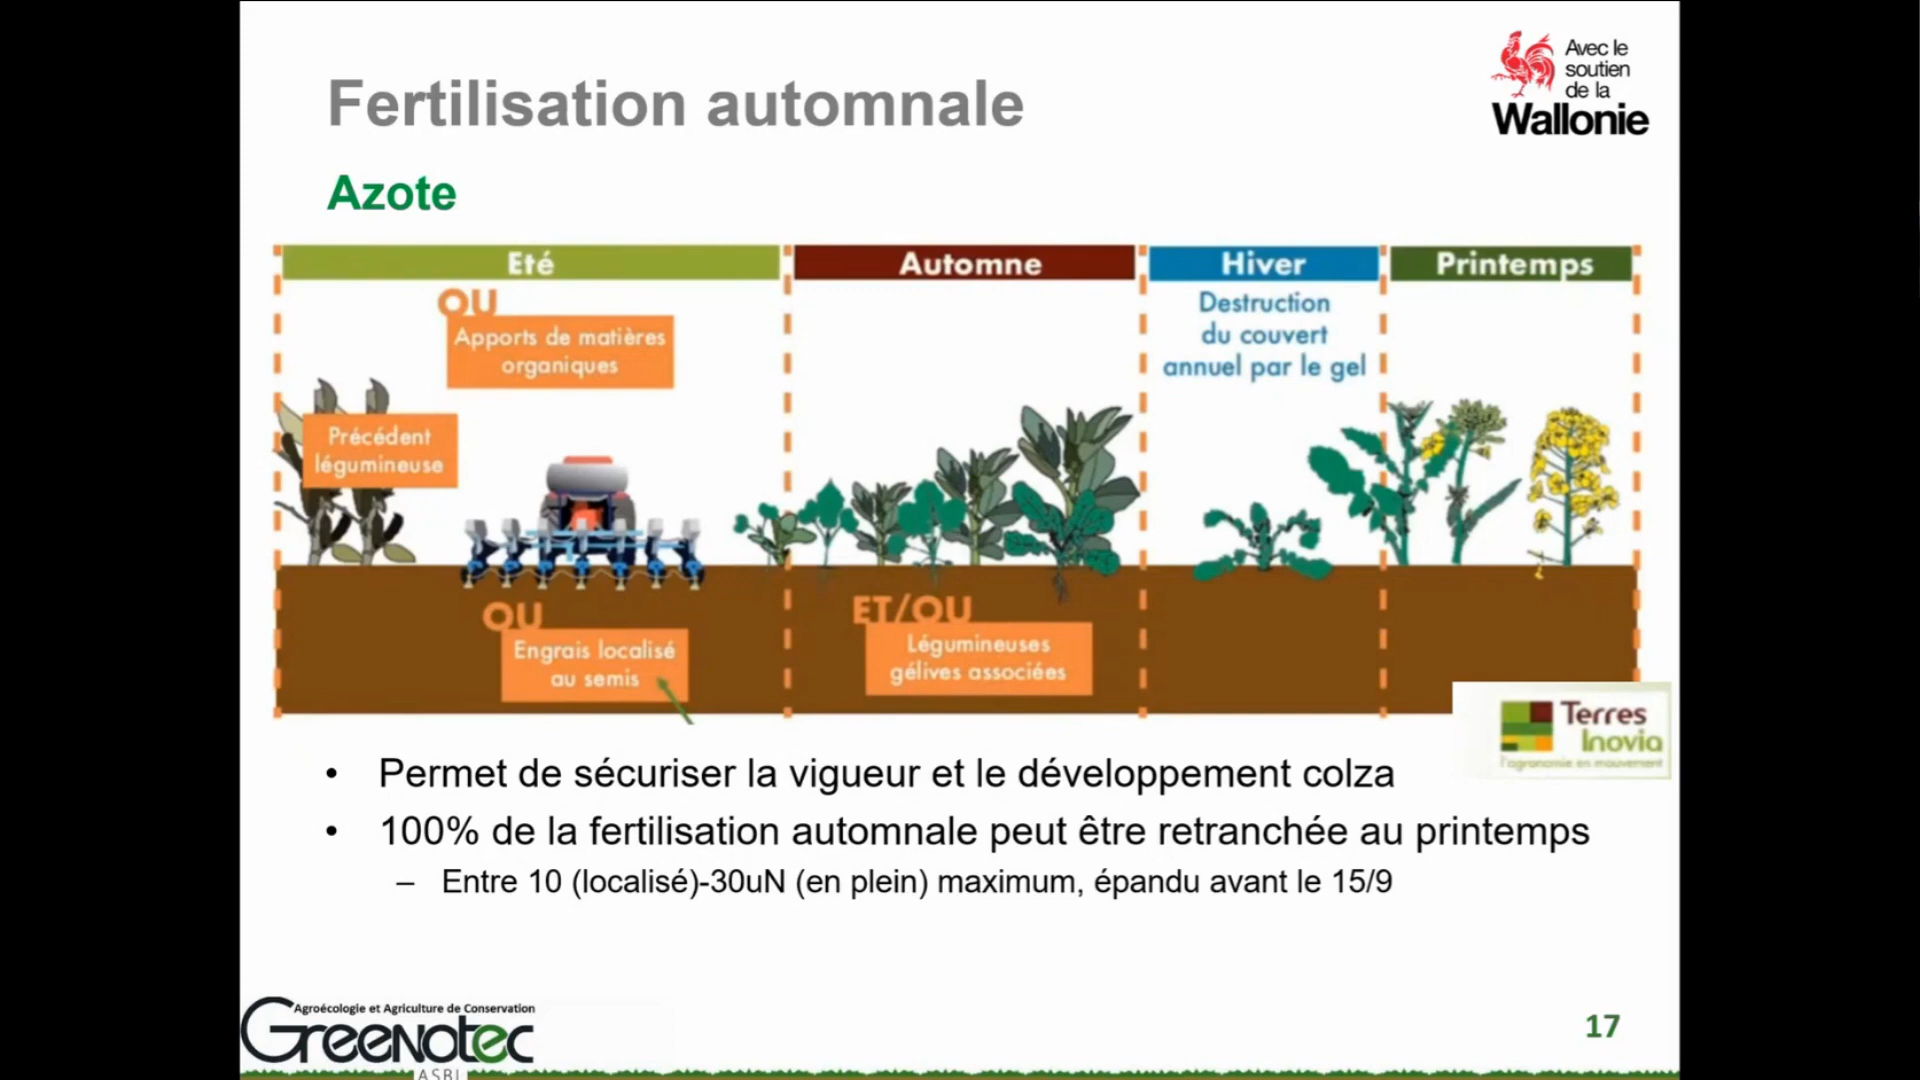 Fertilisation automnale
Avec le
soutien
de la
Wallonie
Azote
Eté
Automne
Hiver
Printemps
OU
Apports de matières
organiques
Destruction
du couvert
annuel par le gel
Précédent
légumineuse
OU
Engrais localisé
au semis
ET/OU
Légumineuses
gélives associées
Terres
Inovia
l'agronomie en mouvement
• Permet de sécuriser la vigueur et le développement colza
• 100% de la fertilisation automnale peut être retranchée au printemps
– Entre 10 (localisé)-30uN (en plein) maximum, épandu avant le 15/9
Agroécologie et Agriculture de Conservation
Greenotec
ASBL
17